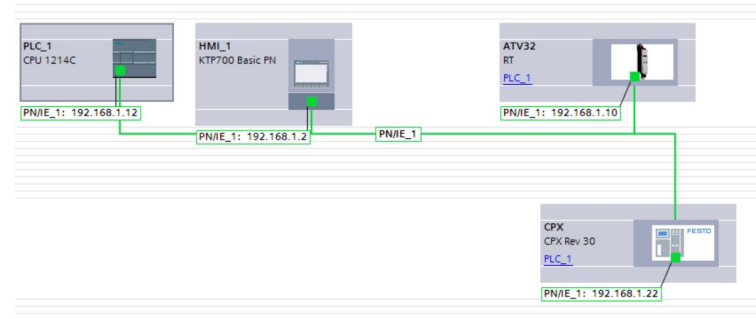 PLC_1
CPU 1214C
PN/IE_1: 192.168.1.12
HMI_1
KTP700 Basic PN
PN/IE_1: 192.168.1.2
PN/IE_1
ATV32
RT
PLC_1
PN/IE_1: 192.168.1.10
CPX
CPX Rev 30
PLC_1
FESTO
PN/IE_1: 192.168.1.22